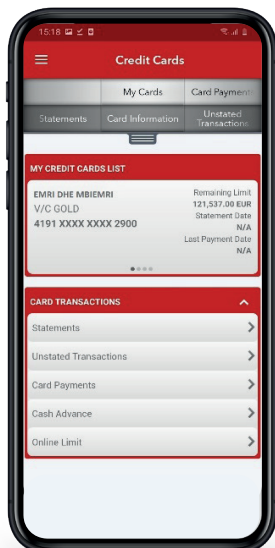 15:18
Credit Cards
My Cards
Card Payment
Statements
Card Information
Unstated
Transactions
MY CREDIT CARDS LIST
EMRI DHE MBIEMRI
V/C GOLD
4191 XXXX XXXX 2900
Remaining Limit
121,537.00 EUR
Statement Date
N/A
Last Payment Date
N/A
CARD TRANSACTIONS
Statements
Unstated Transactions
Card Payments
Cash Advance
Online Limit